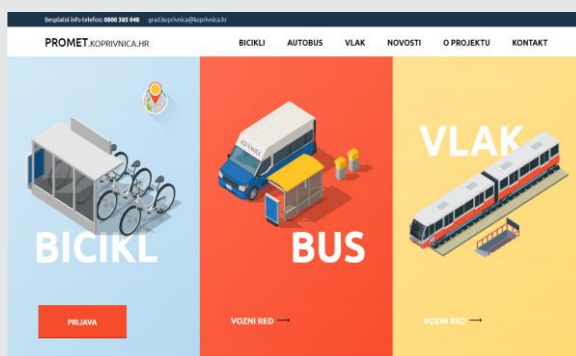 Besplatni info telefon: 0800 303 048 grad.koprivnica@koprivnica.hr
PROMET.KOPRIVNICA.HR BICIKLI AUTOBUS VLAK NOVOSTI O PROJEKTU KONTAKT
BICIKL
BUS
VLAK
PRIJAVA
VOZNI RED
VOZNI RED